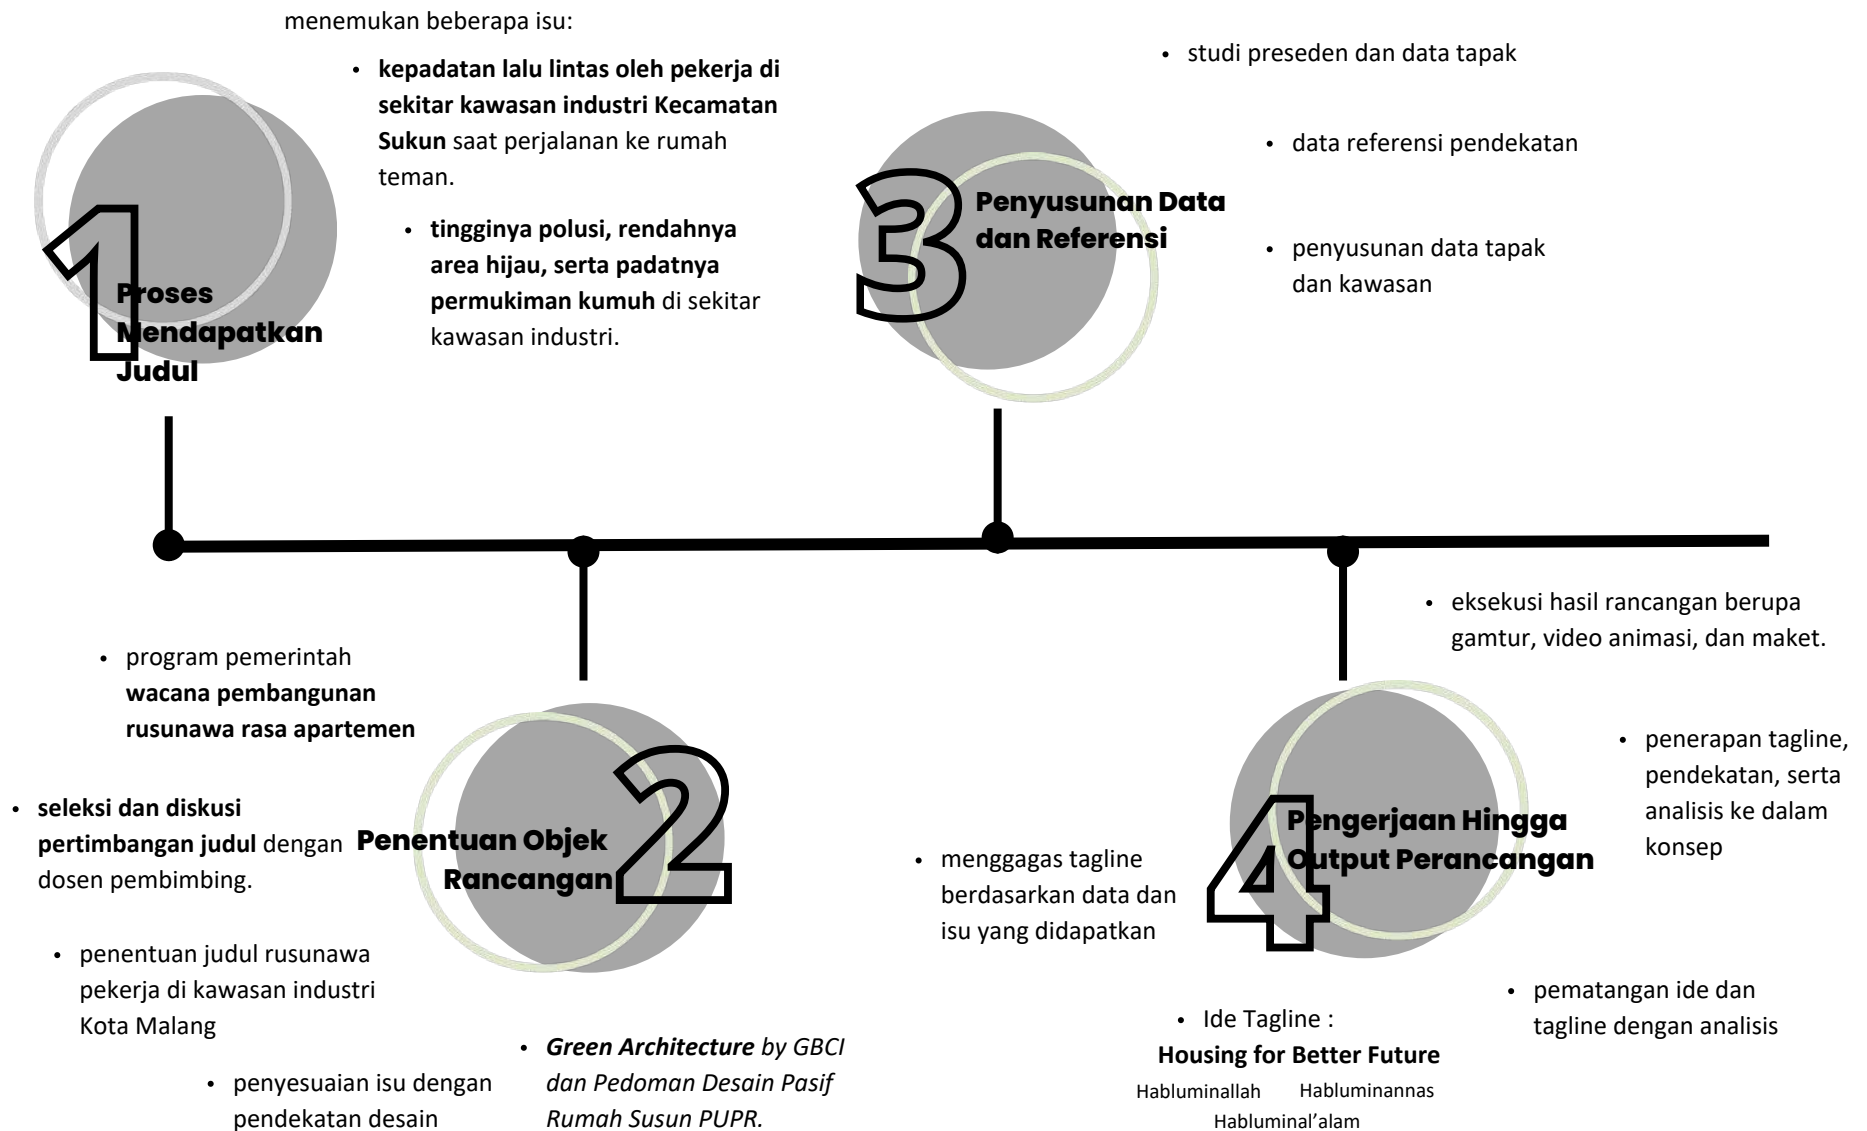 menemukan beberapa isu:
• kepadatan lalu lintas oleh pekerja di
sekitar kawasan industri Kecamatan
Sukun saat perjalanan ke rumah
teman.
• tingginya polusi, rendahnya
area hijau, serta padatnya
permukiman kumuh di sekitar
kawasan industri.
1
Proses
Mendapatkan
Judul
• studi preseden dan data tapak
• data referensi pendekatan
• penyusunan data tapak
dan kawasan
3
Penyusunan Data
dan Referensi
• program pemerintah
wacana pembangunan
rusunawa rasa apartemen
• seleksi dan diskusi
pertimbangan judul dengan
dosen pembimbing.
• penentuan judul rusunawa
pekerja di kawasan industri
Kota Malang
• penyesuaian isu dengan
pendekatan desain
• Green Architecture by GBCI
dan Pedoman Desain Pasif
Rumah Susun PUPR.
2
Penentuan Objek
Rancangan
• eksekusi hasil rancangan berupa
gamtur, video animasi, dan maket.
• penerapan tagline,
pendekatan, serta
analisis ke dalam
konsep
• menggagas tagline
berdasarkan data dan
isu yang didapatkan
4
Pengerjaan Hingga
Output Perancangan
• pematangan ide dan
tagline dengan analisis
• Ide Tagline :
Housing for Better Future
Habluminallah Habluminannas
Habluminal’alam